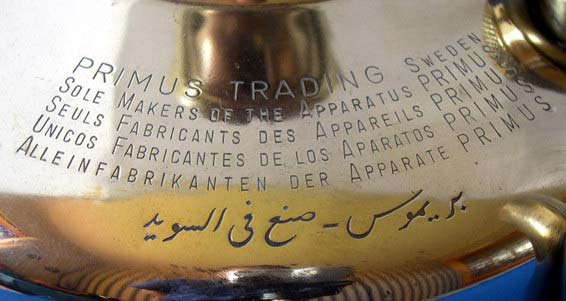 PRIMUS TRADING SWEDEN
SOLE MAKERS OF THE APPARATUS PRIMUS
SEULS FABRICANTS DES APPAREILS PRIMUS
UNICOS FABRICANTES DE LOS APARATOS PRIMUS
ALLEINFABRIKANTEN DER APPARATE PRIMUS
بريموس - صنع فى السويد